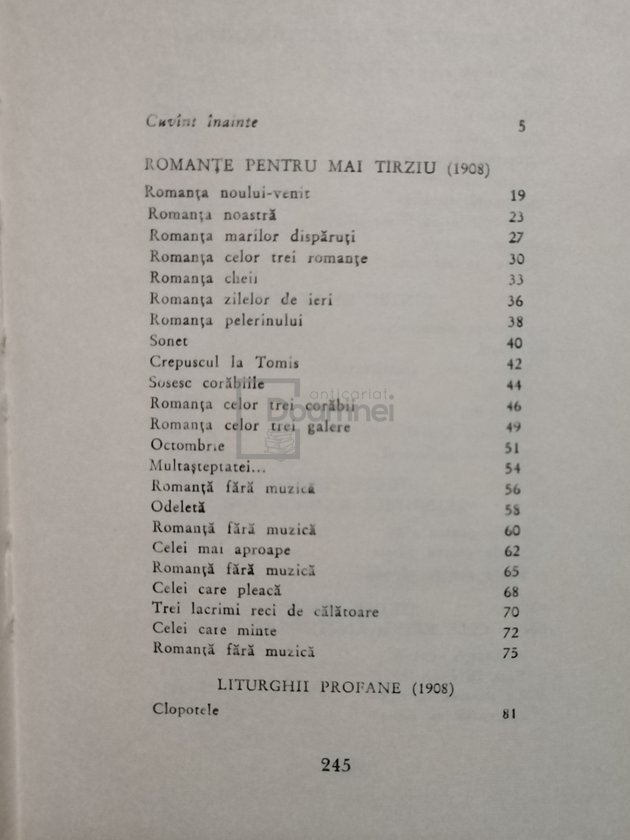 Cuvînt înainte 5
ROMANȚE PENTRU MAI TIRZIU (1908)
Romanța noului-venit 19
Romanța noastră 23
Romanța marilor dispăruți 27
Romanța celor trei romanțe 30
Romanța cheii 33
Romanța zilelor de ieri 36
Romanța pelerinului 38
Sonet 40
Crepuscul la Tomis 42
Sosesc corăbiile 44
anticariat
Romanța celor trei corăbii 46
Doamnei
Romanța celor trei galere 49
Octombrie 51
Multașteptatei... 54
Romanță fără muzică 56
Odeletă 58
Romanță fără muzică 60
Celei mai aproape 62
Romanță fără muzică 65
Celei care pleacă 68
Trei lacrimi reci de călătoare 70
Celei care minte 72
Romanță fără muzică 75
LITURGHII PROFANE (1908)
Clopotele 81
245